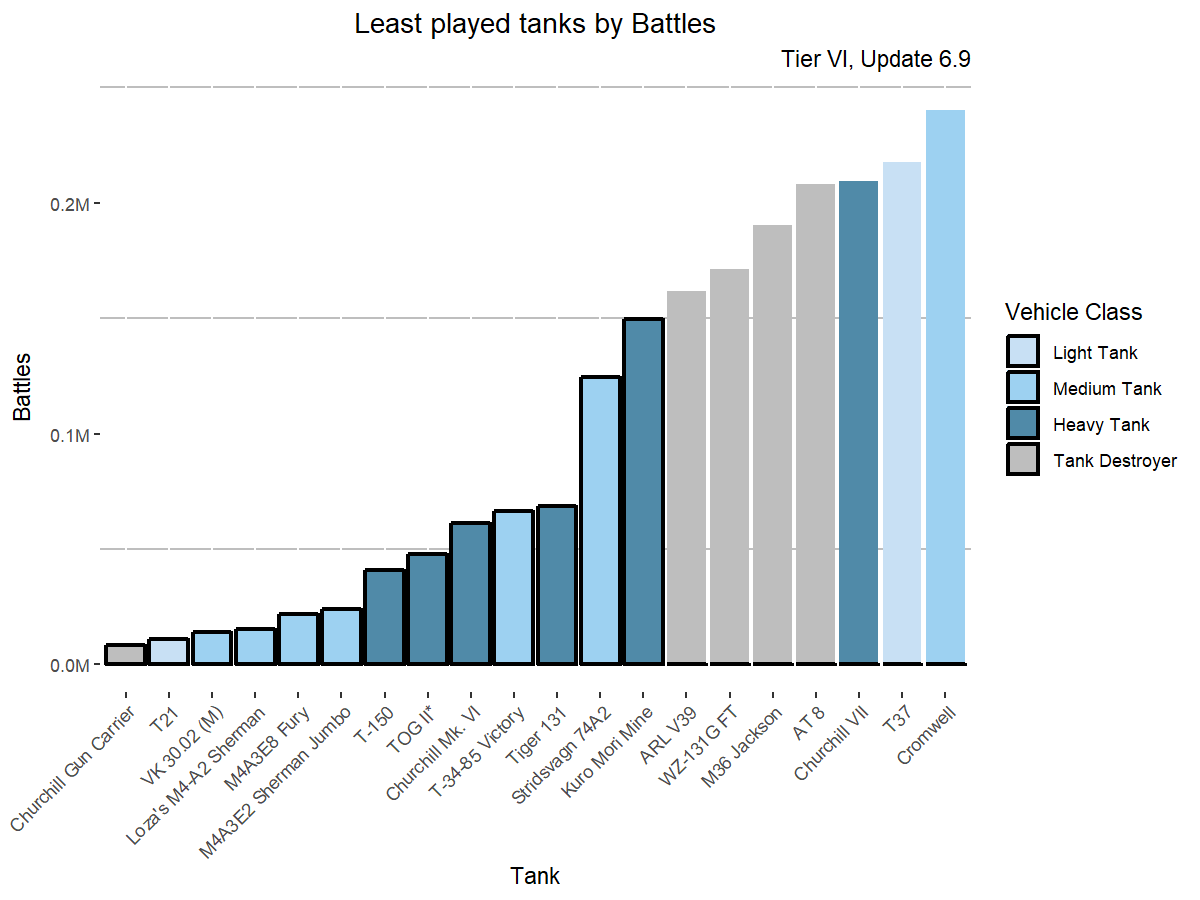 Least played tanks by Battles
Tier VI, Update 6.9
Battles
0.2M
0.1M
0.0M
Churchill Gun Carrier
T21
VK 30.02 (M)
Loza's M4-A2 Sherman
M4A3E8 Fury
M4A3E2 Sherman Jumbo
T-150
TOG II*
Churchill Mk. VI
T-34-85 Victory
Tiger 131
Stridsvagn 74A2
Kuro Mori Mine
ARL V39
WZ-131G FT
M36 Jackson
AT 8
Churchill VII
T37
Cromwell
Tank
Vehicle Class
Light Tank
Medium Tank
Heavy Tank
Tank Destroyer